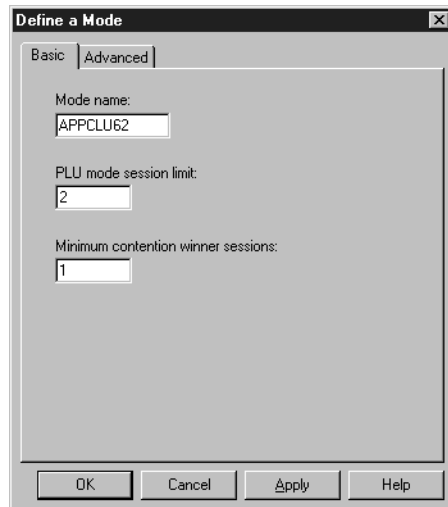 Define a Mode
Basic Advanced
Mode name:
APPCLU62
PLU mode session limit:
2
Minimum contention winner sessions:
1
OK Cancel Apply Help